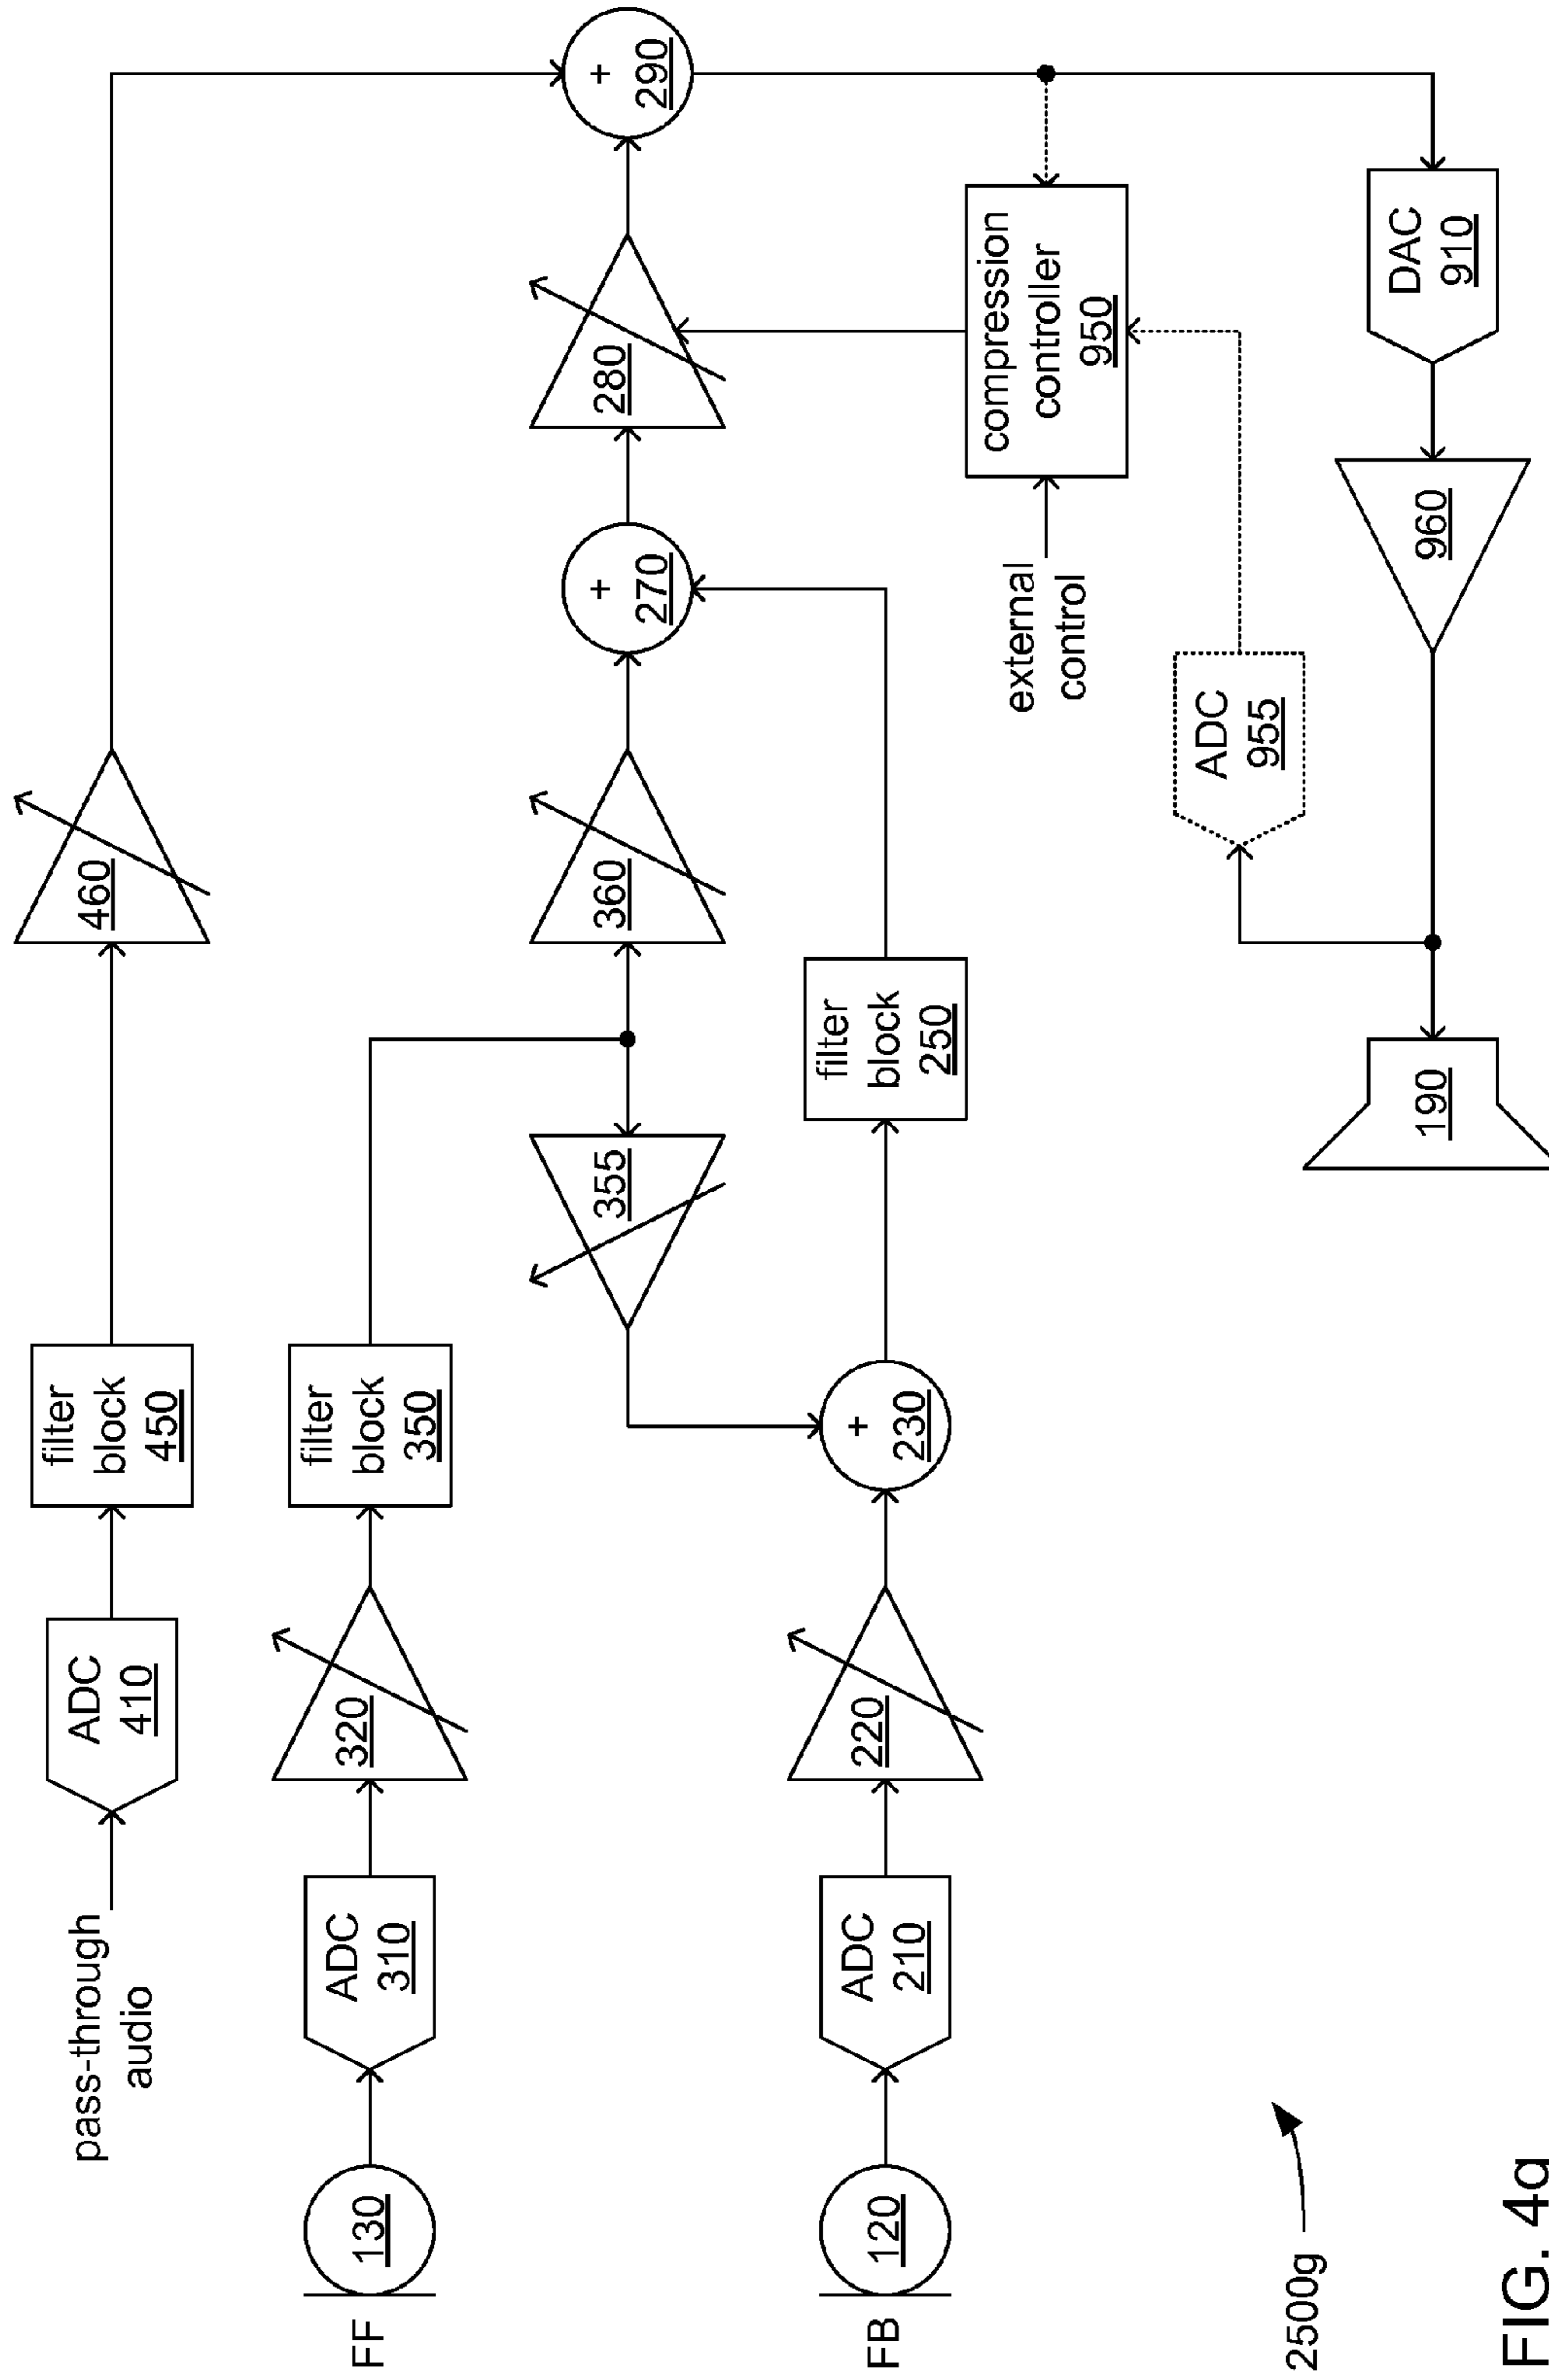 pass-through
audio
ADC
410
filter
block
450
460
FF
130
ADC
310
320
filter
block
350
355
360
270
+
280
290
+
FB
120
ADC
210
220
230
+
filter
block
250
external
control
compression
controller
950
ADC
955
190
960
DAC
910
2500g
FIG. 4g